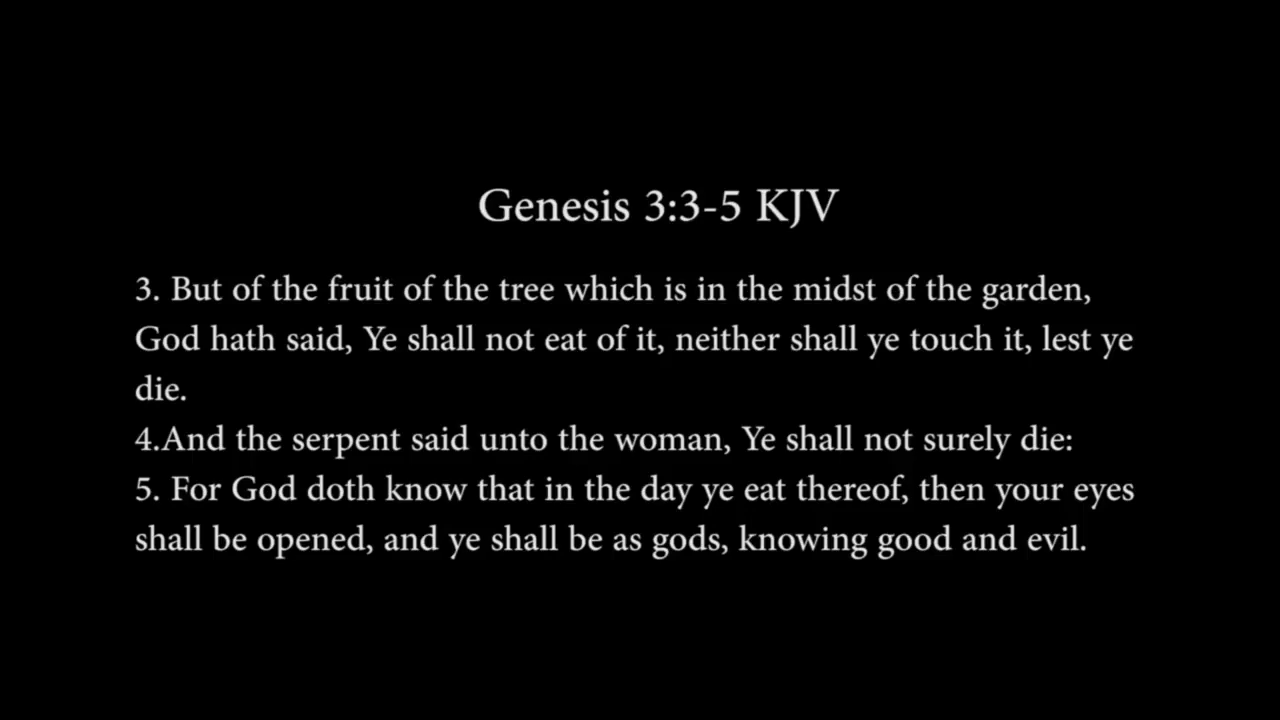 Genesis 3:3-5 KJV
3. But of the fruit of the tree which is in the midst of the garden,
God hath said, Ye shall not eat of it, neither shall ye touch it, lest ye
die.
4.And the serpent said unto the woman, Ye shall not surely die:
5. For God doth know that in the day ye eat thereof, then your eyes
shall be opened, and ye shall be as gods, knowing good and evil.